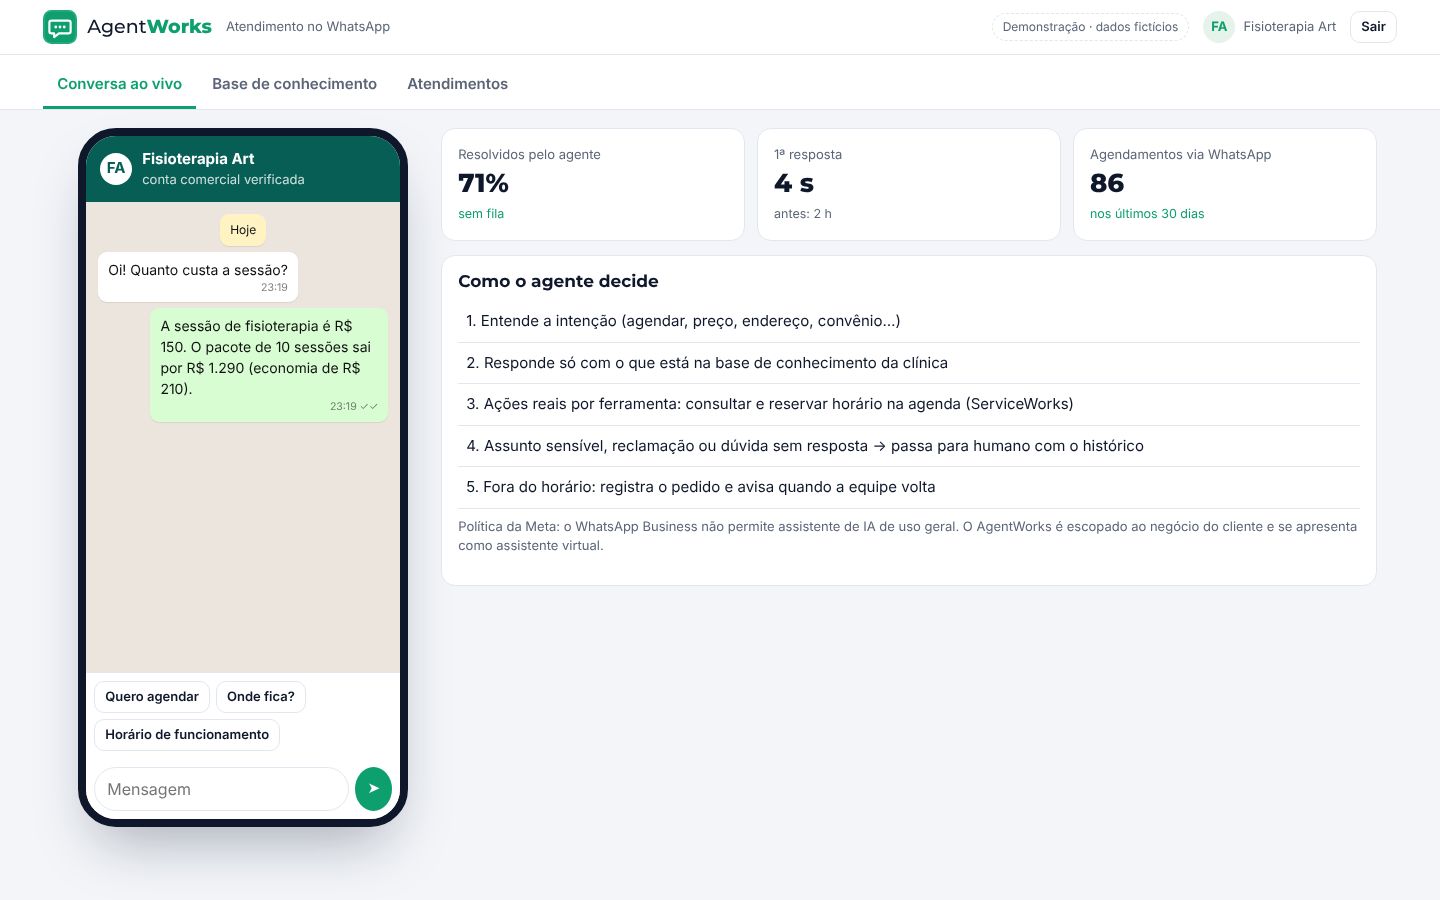 AgentWorks
Atendimento no WhatsApp
Demonstração · dados fictícios
FA
Fisioterapia Art
Sair
Conversa ao vivo
Base de conhecimento
Atendimentos
FA
Fisioterapia Art
conta comercial verificada
Hoje
Oi! Quanto custa a sessão?
23:19
A sessão de fisioterapia é R$
150. O pacote de 10 sessões sai
por R$ 1.290 (economia de R$
210).
23:19 ✓✓
Quero agendar
Onde fica?
Horário de funcionamento
Mensagem
Resolvidos pelo agente
71%
sem fila
1ª resposta
4 s
antes: 2 h
Agendamentos via WhatsApp
86
nos últimos 30 dias
Como o agente decide
1. Entende a intenção (agendar, preço, endereço, convênio...)
2. Responde só com o que está na base de conhecimento da clínica
3. Ações reais por ferramenta: consultar e reservar horário na agenda (ServiceWorks)
4. Assunto sensível, reclamação ou dúvida sem resposta → passa para humano com o histórico
5. Fora do horário: registra o pedido e avisa quando a equipe volta
Política da Meta: o WhatsApp Business não permite assistente de IA de uso geral. O AgentWorks é escopado ao negócio do cliente e se apresenta
como assistente virtual.